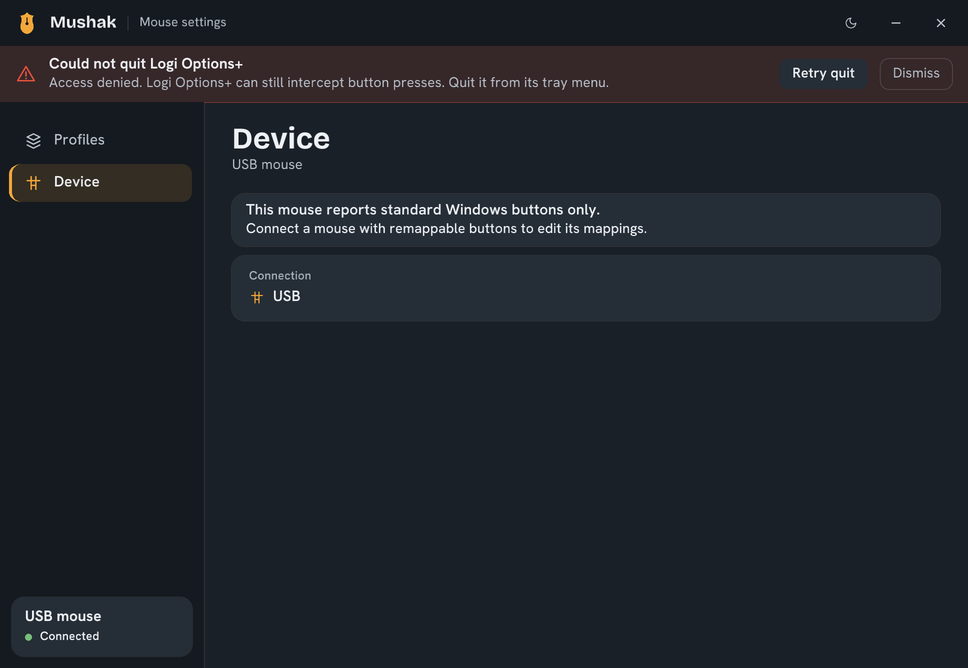 Mushak
Mouse settings
Could not quit Logi Options+
Access denied. Logi Options+ can still intercept button presses. Quit it from its tray menu.
Retry quit
Dismiss
Profiles
Device
Device
USB mouse
This mouse reports standard Windows buttons only.
Connect a mouse with remappable buttons to edit its mappings.
Connection
USB
USB mouse
Connected